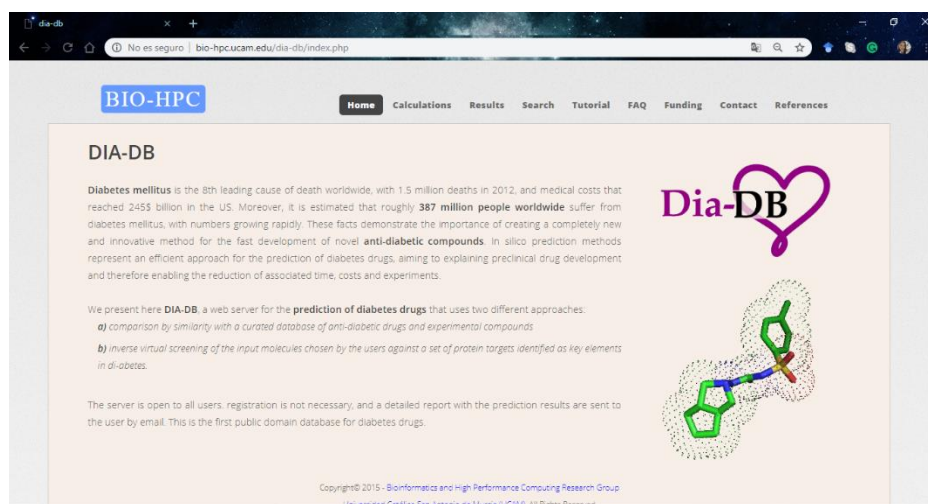 dia-db
No es seguro | bio-hpc.ucam.edu/dia-db/index.php
BIO-HPC
Home Calculations Results Search Tutorial FAQ Funding Contact References
DIA-DB
Diabetes mellitus is the 8th leading cause of death worldwide, with 1.5 million deaths in 2012, and medical costs that
reached 245$ billion in the US. Moreover, it is estimated that roughly 387 million people worldwide suffer from
diabetes mellitus, with numbers growing rapidly. These facts demonstrate the importance of creating a completely new
and innovative method for the fast development of novel anti-diabetic compounds. In silico prediction methods
represent an efficient approach for the prediction of diabetes drugs, aiming to explaining preclinical drug development
and therefore enabling the reduction of associated time, costs and experiments.
Dia-DB
We present here DIA-DB, a web server for the prediction of diabetes drugs that uses two different approaches:
a) comparison by similarity with a curated database of anti-diabetic drugs and experimental compounds
b) inverse virtual screening of the input molecules chosen by the users against a set of protein targets identified as key elements
in di-abetes.
The server is open to all users. registration is not necessary, and a detailed report with the prediction results are sent to
the user by email. This is the first public domain database for diabetes drugs.
Copyright© 2015 - Bioinformatics and High Performance Computing Research Group
Universidad Católica San Antonio de Murcia (UCAM). All Rights Reserved